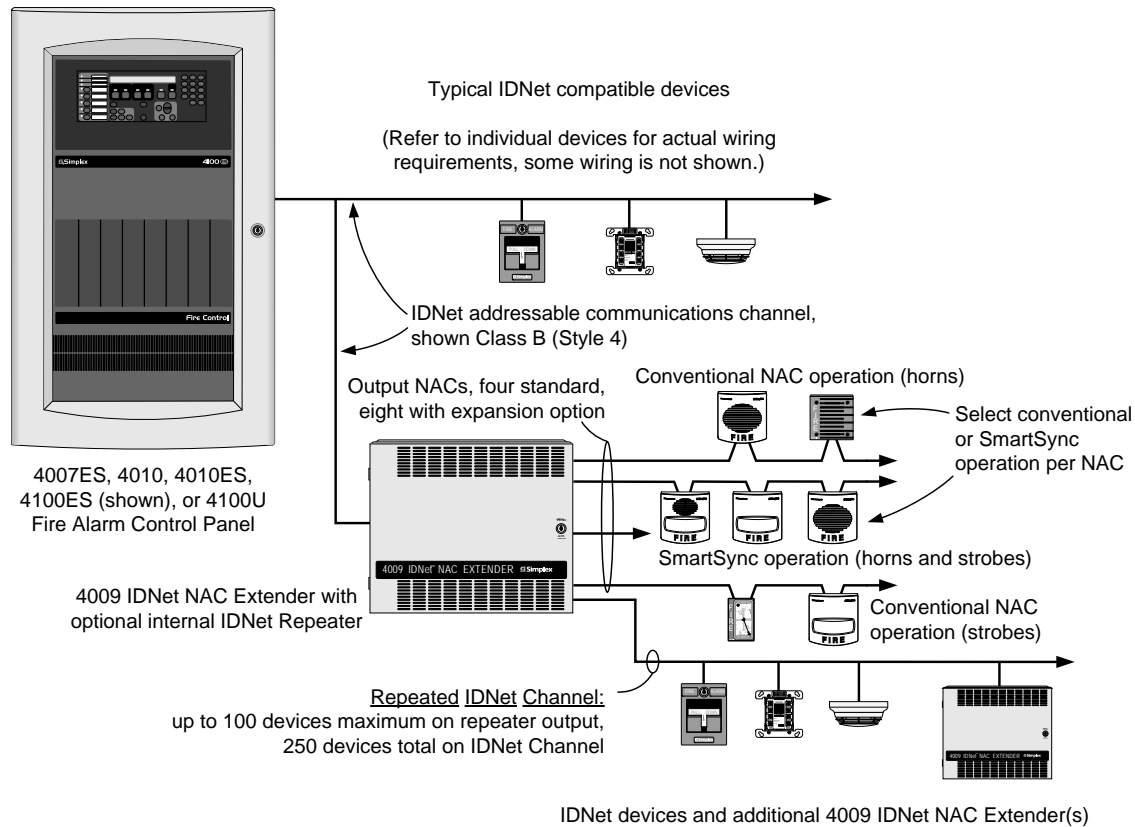 Typical IDNet compatible devices
(Refer to individual devices for actual wiring
requirements, some wiring is not shown.)
Simplex 4100
Fire Control
IDNet addressable communications channel,
shown Class B (Style 4)
Output NACs, four standard,
eight with expansion option
Conventional NAC operation (horns)
Select conventional
or SmartSync
operation per NAC
FIRE
4007ES, 4010, 4010ES,
4100ES (shown), or 4100U
Fire Alarm Control Panel
FIRE FIRE FIRE
SmartSync operation (horns and strobes)
4009 IDNet NAC EXTENDER Simplex
4009 IDNet NAC Extender with
optional internal IDNet Repeater
FIRE
Conventional NAC
operation (strobes)
Repeated IDNet Channel:
up to 100 devices maximum on repeater output,
250 devices total on IDNet Channel
4009 IDNet NAC EXTENDER Simplex
IDNet devices and additional 4009 IDNet NAC Extender(s)